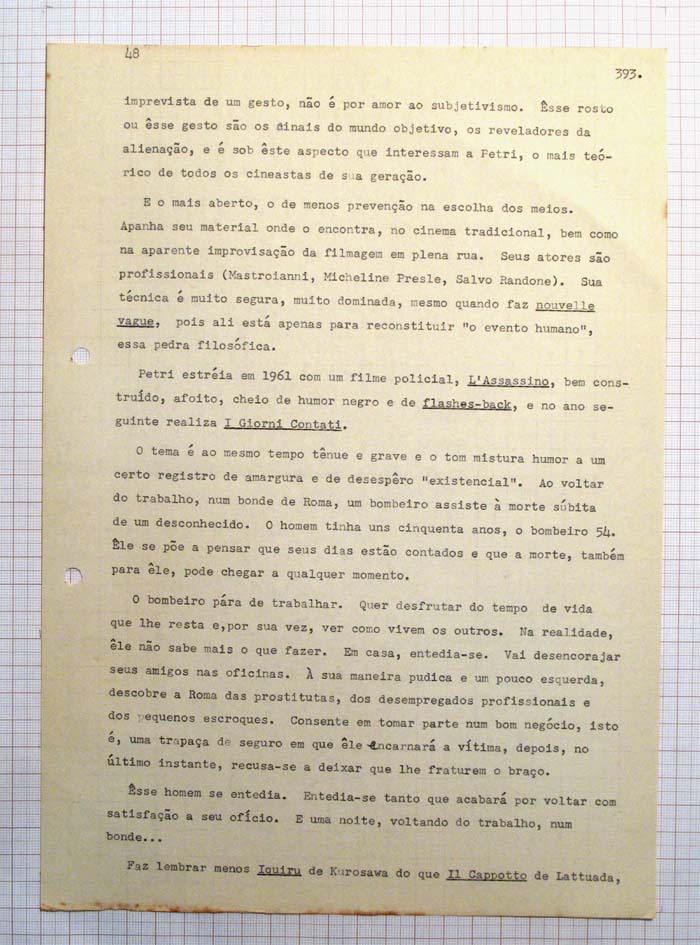 48
393.
imprevista de um gesto, não é por amor ao subjetivismo. Êsse rosto
ou êsse gesto são os sinais do mundo objetivo, os reveladores da
alienação, e é sob êste aspecto que interessam a Petri, o mais teó-
rico de todos os cineastas de sua geração.
E o mais aberto, o de menos prevenção na escolha dos meios.
Apanha seu material onde o encontra, no cinema tradicional, bem como
na aparente improvisação da filmagem em plena rua. Seus atores são
profissionais (Mastroianni, Micheline Presle, Salvo Randone). Sua
técnica é muito segura, muito dominada, mesmo quando faz nouvelle
vague, pois ali está apenas para reconstituir "o evento humano",
essa pedra filosófica.
Petri estréia em 1961 com um filme policial, L'Assassino, bem cons-
truído, afoito, cheio de humor negro e de flashes-back, e no ano se-
guinte realiza I Giorni Contati.
O tema é ao mesmo tempo tênue e grave e o tom mistura humor a um
certo registro de amargura e de desespêro "existencial". Ao voltar
do trabalho, num bonde de Roma, um bombeiro assiste à morte súbita
de um desconhecido. O homem tinha uns cinquenta anos, o bombeiro 54.
Êle se põe a pensar que seus dias estão contados e que a morte, também
para êle, pode chegar a qualquer momento.
O bombeiro pára de trabalhar. Quer desfrutar do tempo de vida
que lhe resta e,por sua vez, ver como vivem os outros. Na realidade,
êle não sabe mais o que fazer. Em casa, entedia-se. Vai desencorajar
seus amigos nas oficinas. À sua maneira pudica e um pouco esquerda,
descobre a Roma das prostitutas, dos desempregados profissionais e
dos pequenos escroques. Consente em tomar parte num bom negócio, isto
é, uma trapaça de seguro em que êle encarnará a vítima, depois, no
último instante, recusa-se a deixar que lhe fraturem o braço.
Êsse homem se entedia. Entedia-se tanto que acabará por voltar com
satisfação a seu ofício. E uma noite, voltando do trabalho, num
bonde...
Faz lembrar menos Iquiru de Kurosawa do que Il Cappotto de Lattuada,